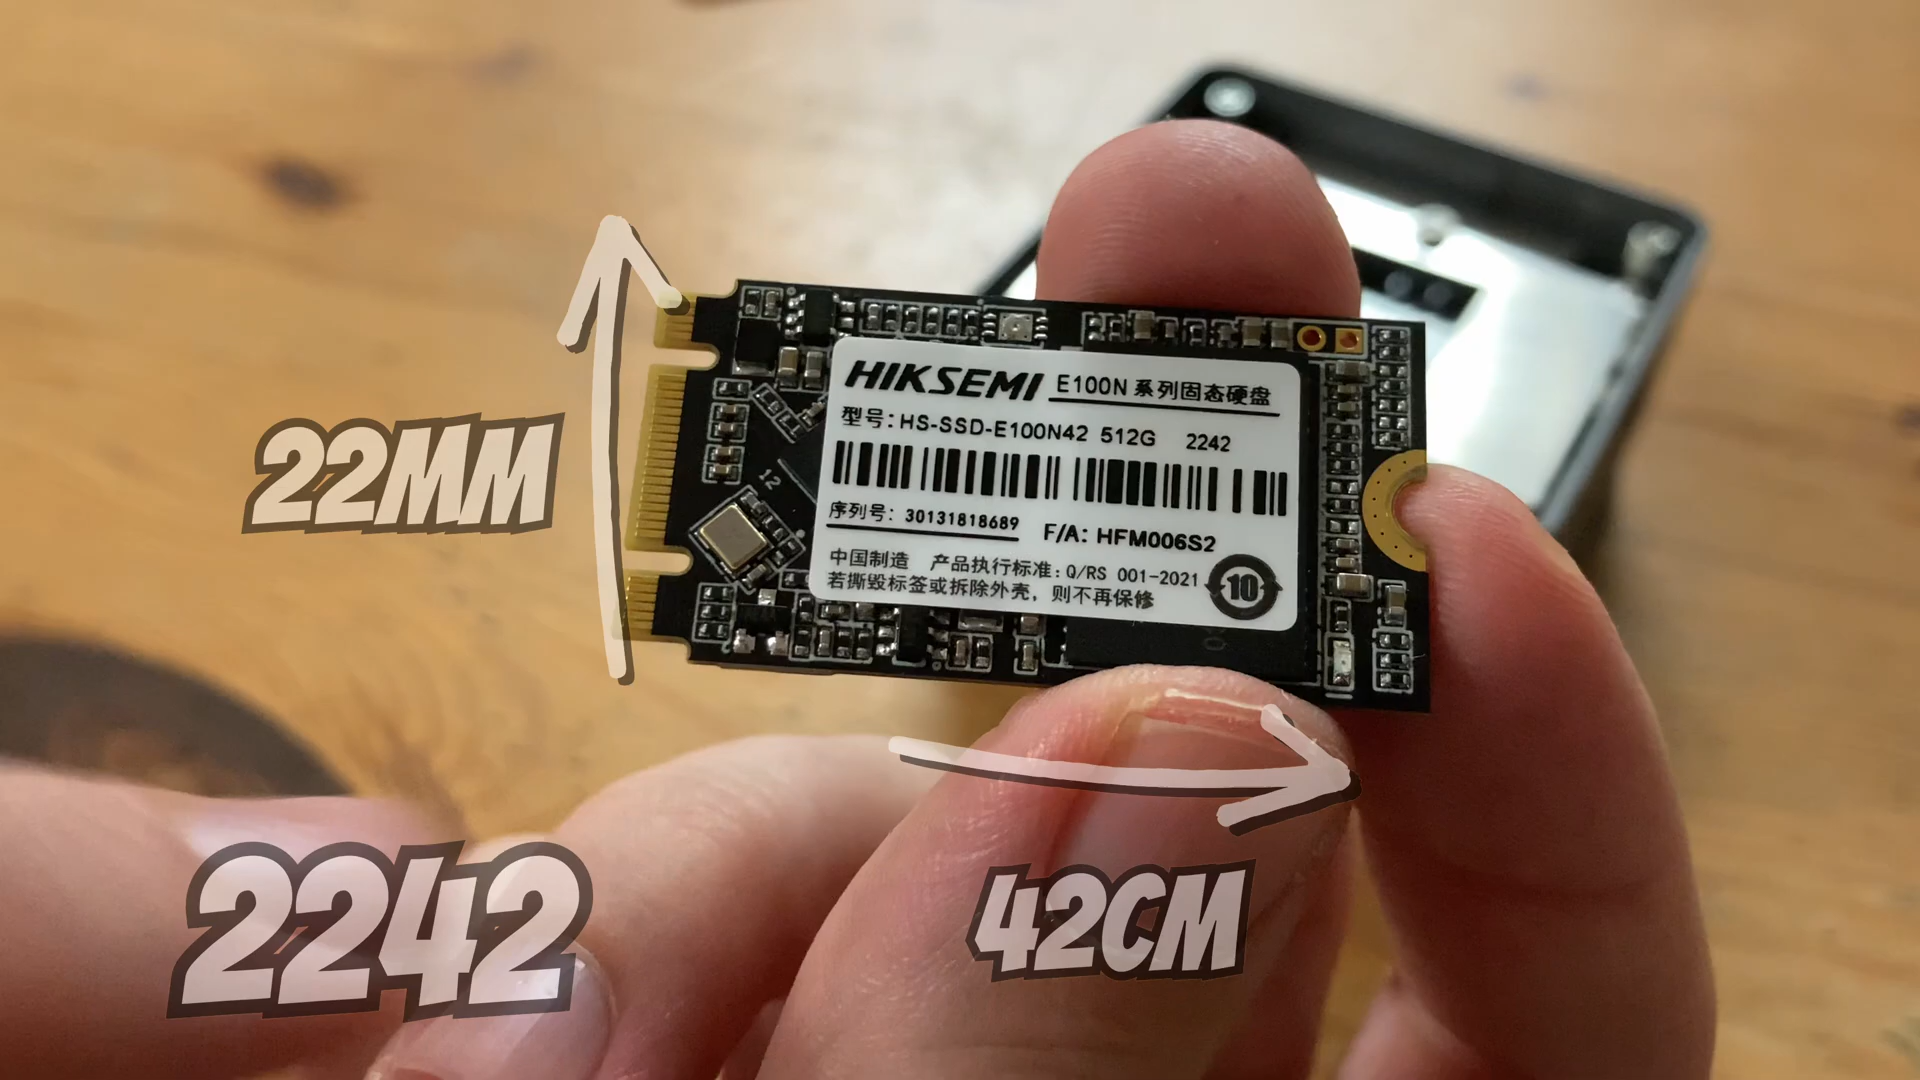 HIKSEMI E100N 系列固态硬盘
型号: HS-SSD-E100N42 512G 2242
12
序列号: 30131818689 F/A: HFM006S2
中国制造 产品执行标准: Q/RS 001-2021
若撕毁标签或拆除外壳，则不再保修
10
22MM
2242
42CM